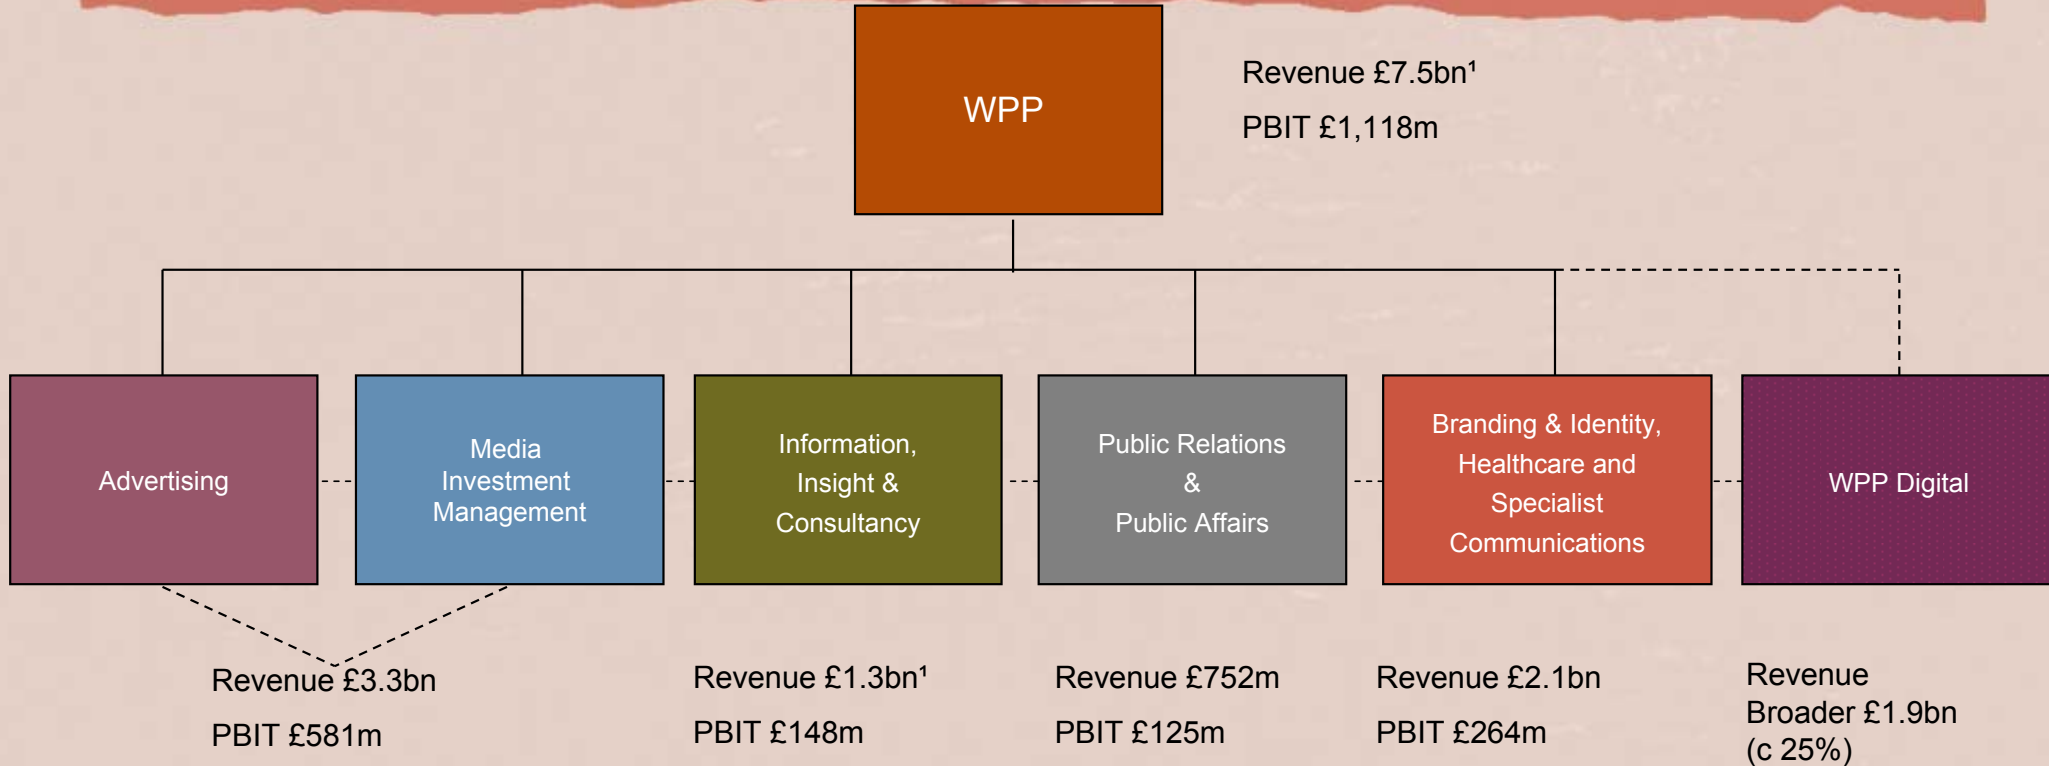 WPP
Revenue £7.5bn¹
PBIT £1,118m
Advertising
Media
Investment
Management
Information,
Insight &
Consultancy
Public Relations
&
Public Affairs
Branding & Identity,
Healthcare and
Specialist
Communications
WPP Digital
Revenue £3.3bn
PBIT £581m
Revenue £1.3bn¹
PBIT £148m
Revenue £752m
PBIT £125m
Revenue £2.1bn
PBIT £264m
Revenue
Broader £1.9bn
(c 25%)